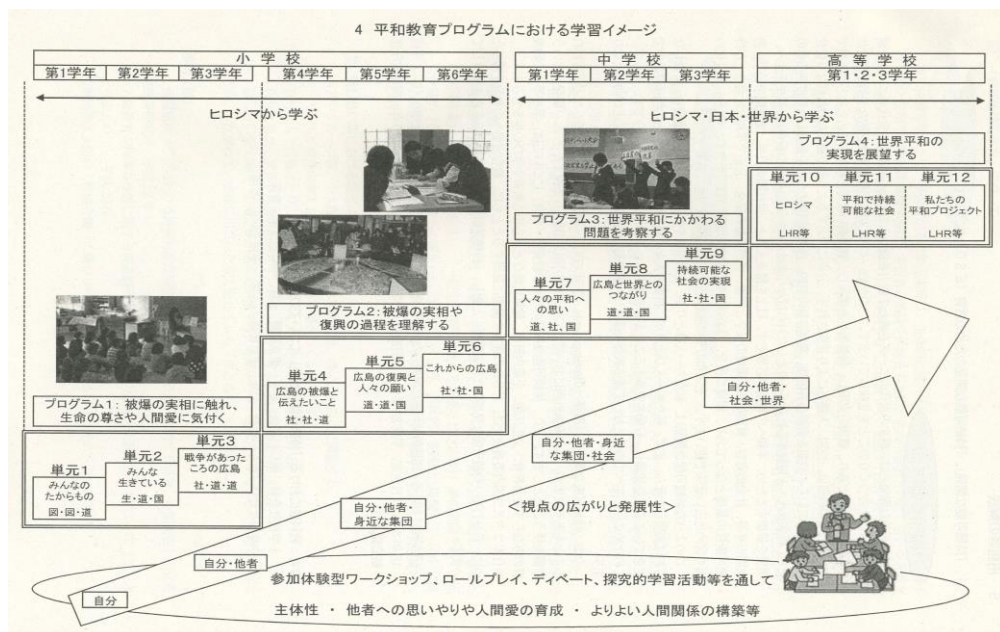 4 平和教育プログラムにおける学習イメージ
小 学 校
第1学年 第2学年 第3学年 第4学年 第5学年 第6学年
中 学 校
第1学年 第2学年 第3学年
高 等 学 校
第1・2・3学年
ヒロシマから学ぶ
ヒロシマ・日本・世界から学ぶ
プログラム1:被爆の実相に触れ、
生命の尊さや人間愛に気付く
単元1
みんなの
たからもの
図・図・道
単元2
みんな
生きている
生・道・国
単元3
戦争があった
ころの広島
社・道・道
プログラム2:被爆の実相や
復興の過程を理解する
単元4
広島の被爆と
伝えたいこと
社・社・道
単元5
広島の復興と
人々の願い
道・道・国
単元6
これからの広島
社・社・国
プログラム3:世界平和にかかわる
問題を考察する
単元7
人々の平和へ
の思い
道、社、国
単元8
広島と世界との
つながり
道・道・国
単元9
持続可能な
社会の実現
社・社・国
プログラム4:世界平和の
実現を展望する
単元10
ヒロシマ
LHR等
単元11
平和で持続
可能な社会
LHR等
単元12
私たちの
平和プロジェクト
LHR等
自分
自分・他者
自分・他者・
身近な集団
自分・他者・身近
な集団・社会
自分・他者・
社会・世界
<視点の広がりと発展性>
参加体験型ワークショップ、ロールプレイ、ディベート、探究的学習活動等を通して
主体性 ・ 他者への思いやりや人間愛の育成 ・ よりよい人間関係の構築等